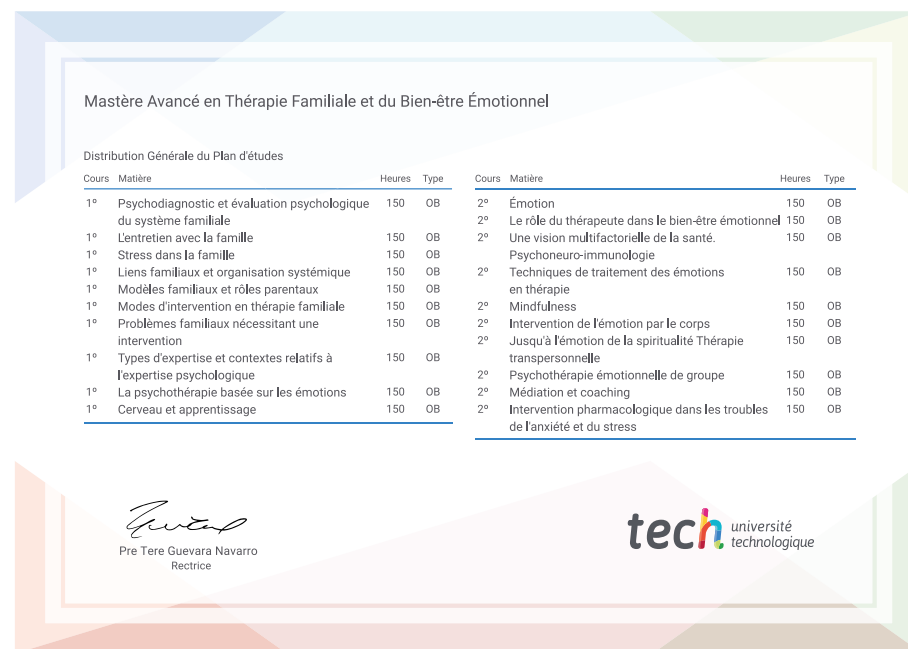 Mastère Avancé en Thérapie Familiale et du Bien-être Émotionnel
Distribution Générale du Plan d'études
Cours Matière Heures Type
1º Psychodiagnostic et évaluation psychologique 150 OB
du système familiale
1º L'entretien avec la famille 150 OB
1º Stress dans la famille 150 OB
1º Liens familiaux et organisation systémique 150 OB
1º Modèles familiaux et rôles parentaux 150 OB
1º Modes d'intervention en thérapie familiale 150 OB
1º Problèmes familiaux nécessitant une 150 OB
intervention
1º Types d'expertise et contextes relatifs à 150 OB
l'expertise psychologique
1º La psychothérapie basée sur les émotions 150 OB
1º Cerveau et apprentissage 150 OB
Cours Matière Heures Type
2º Émotion 150 OB
2º Le rôle du thérapeute dans le bien-être émotionnel 150 OB
2º Une vision multifactorielle de la santé. 150 OB
Psychoneuro-immunologie
2º Techniques de traitement des émotions 150 OB
en thérapie
2º Mindfulness 150 OB
2º Intervention de l'émotion par le corps 150 OB
2º Jusqu'à l'émotion de la spiritualité Thérapie 150 OB
transpersonnelle
2º Psychothérapie émotionnelle de groupe 150 OB
2º Médiation et coaching 150 OB
2º Intervention pharmacologique dans les troubles 150 OB
de l'anxiété et du stress
Pre Tere Guevara Navarro
Rectrice
tech université
technologique